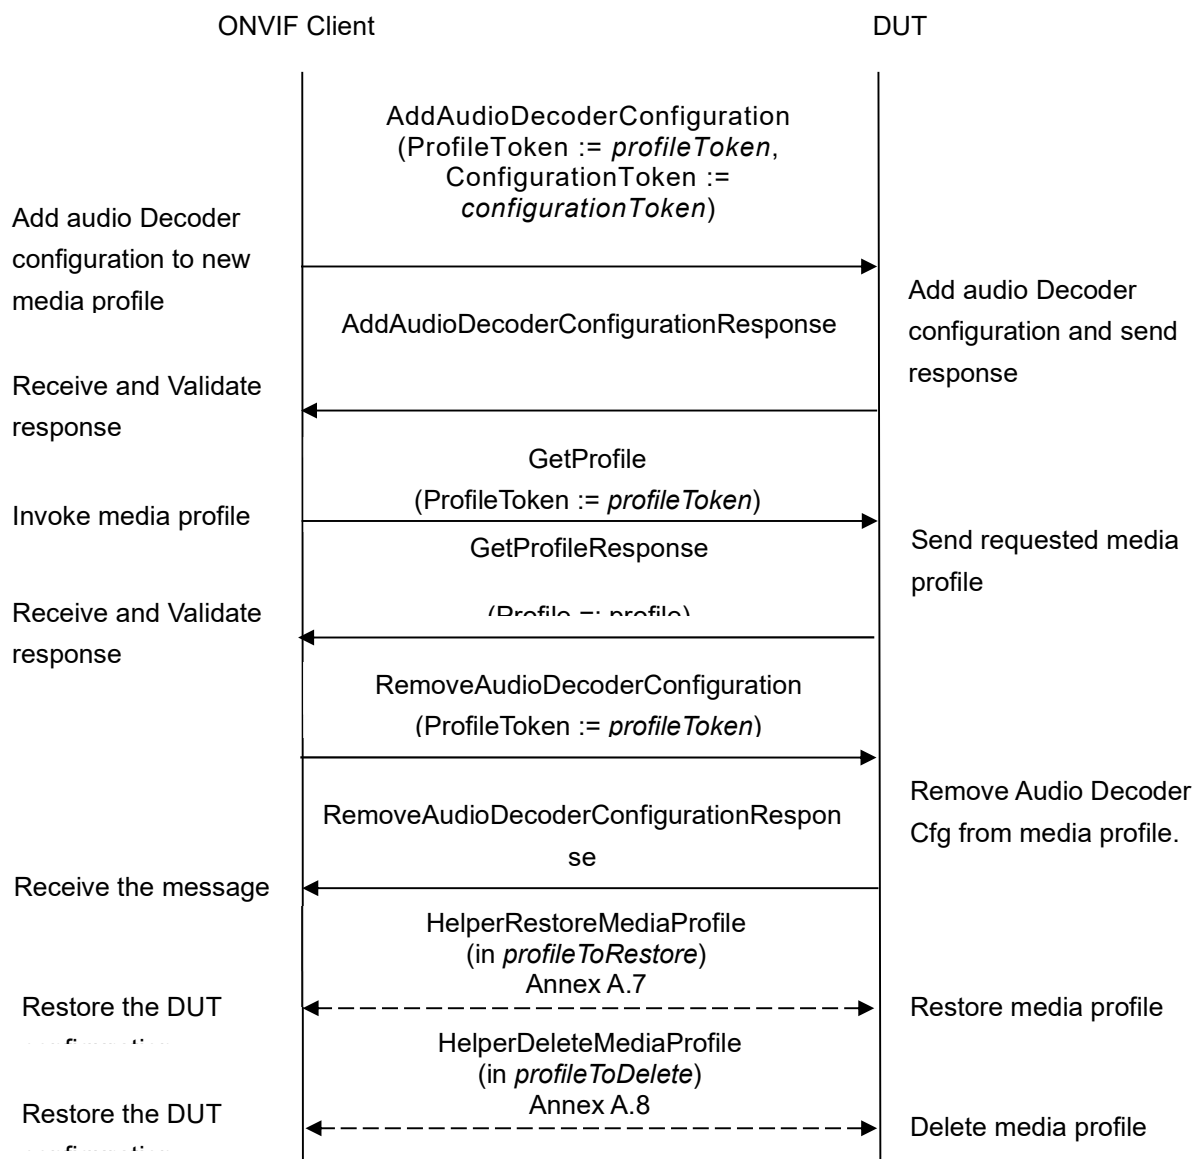 ONVIF Client
DUT
AddAudioDecoderConfiguration
(ProfileToken := profileToken,
ConfigurationToken :=
configurationToken)
Add audio Decoder
configuration to new
media profile
Add audio Decoder
configuration and send
response
AddAudioDecoderConfigurationResponse
Receive and Validate
response
GetProfile
(ProfileToken := profileToken)
Invoke media profile
GetProfileResponse
Send requested media
profile
(Profile =: profile)
Receive and Validate
response
RemoveAudioDecoderConfiguration
(ProfileToken := profileToken)
RemoveAudioDecoderConfigurationRespon
se
Remove Audio Decoder
Cfg from media profile.
Receive the message
HelperRestoreMediaProfile
(in profileToRestore)
Annex A.7
Restore the DUT
Restore media profile
HelperDeleteMediaProfile
(in profileToDelete)
Annex A.8
Restore the DUT
Delete media profile